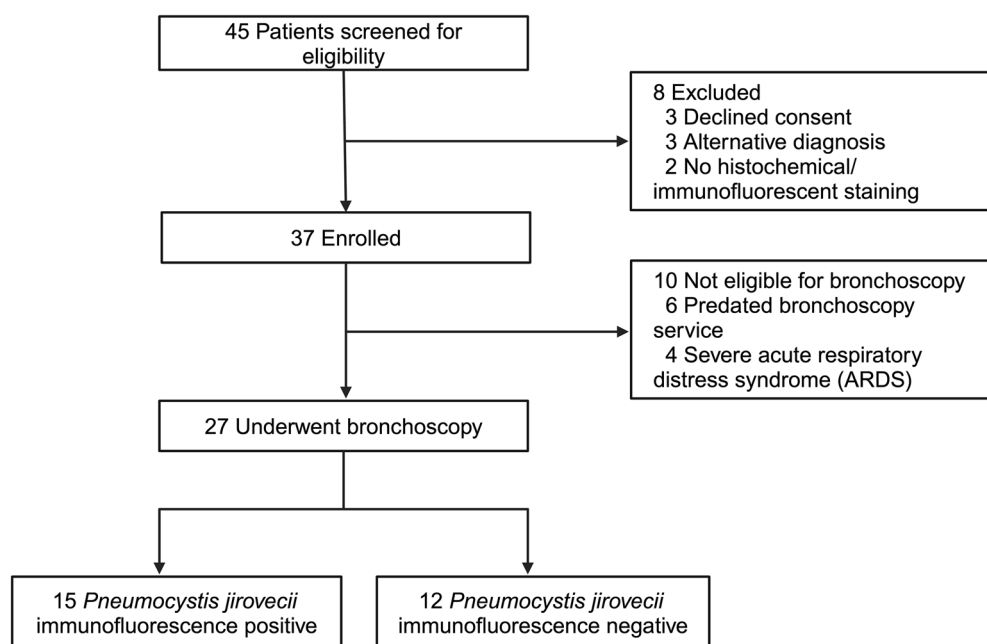 45 Patients screened for
eligibility
8 Excluded
3 Declined consent
3 Alternative diagnosis
2 No histochemical/
immunofluorescent staining
37 Enrolled
10 Not eligible for bronchoscopy
6 Predated bronchoscopy
service
4 Severe acute respiratory
distress syndrome (ARDS)
27 Underwent bronchoscopy
15 Pneumocystis jirovecii
immunofluorescence positive
12 Pneumocystis jirovecii
immunofluorescence negative